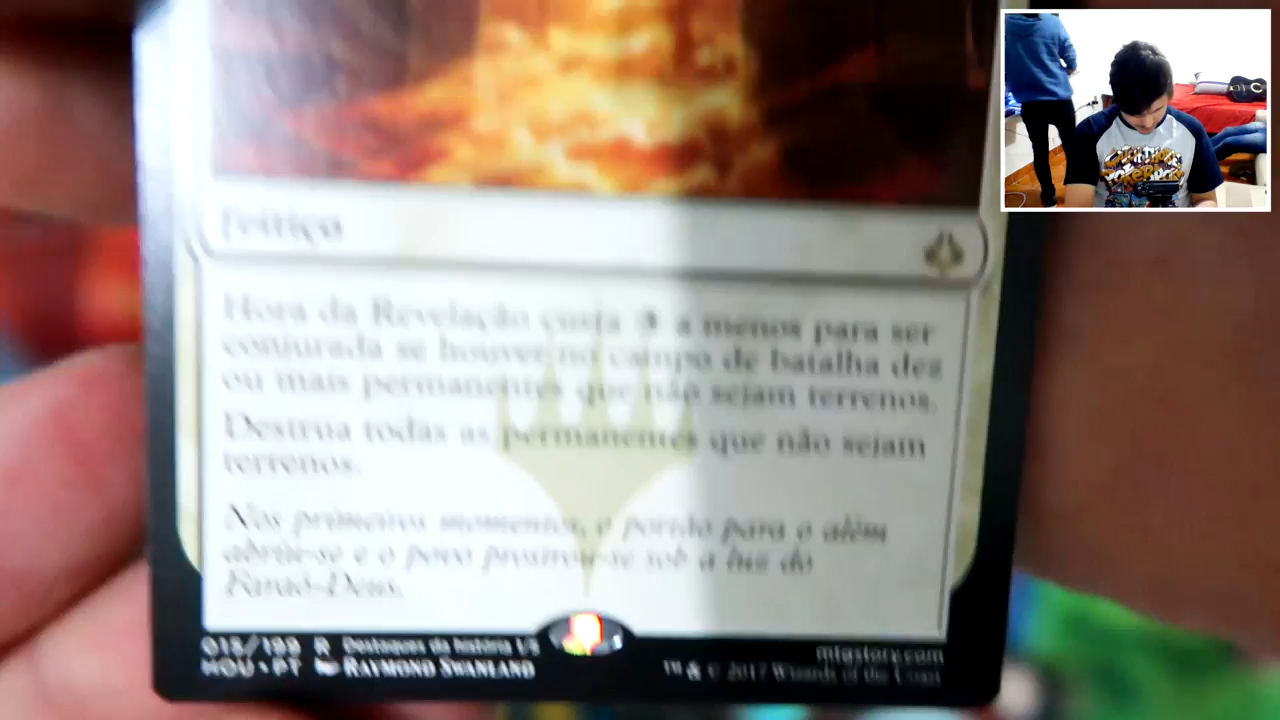 Feitiço
Hora da Revelação custa 3 a menos para ser
conjurada se houver no campo de batalha dez
ou mais permanentes que não sejam terrenos.
Destrua todas as permanentes que não sejam
terrenos.
Nos primeiros momentos, o portão para o além
abriu-se e o povo prostrou-se sob a luz do
Faraó-Deus.
015/199 R Destaques da história 1/5
HOU • PT RAYMOND SWANLAND
mtgstory.com
™ & © 2017 Wizards of the Coast